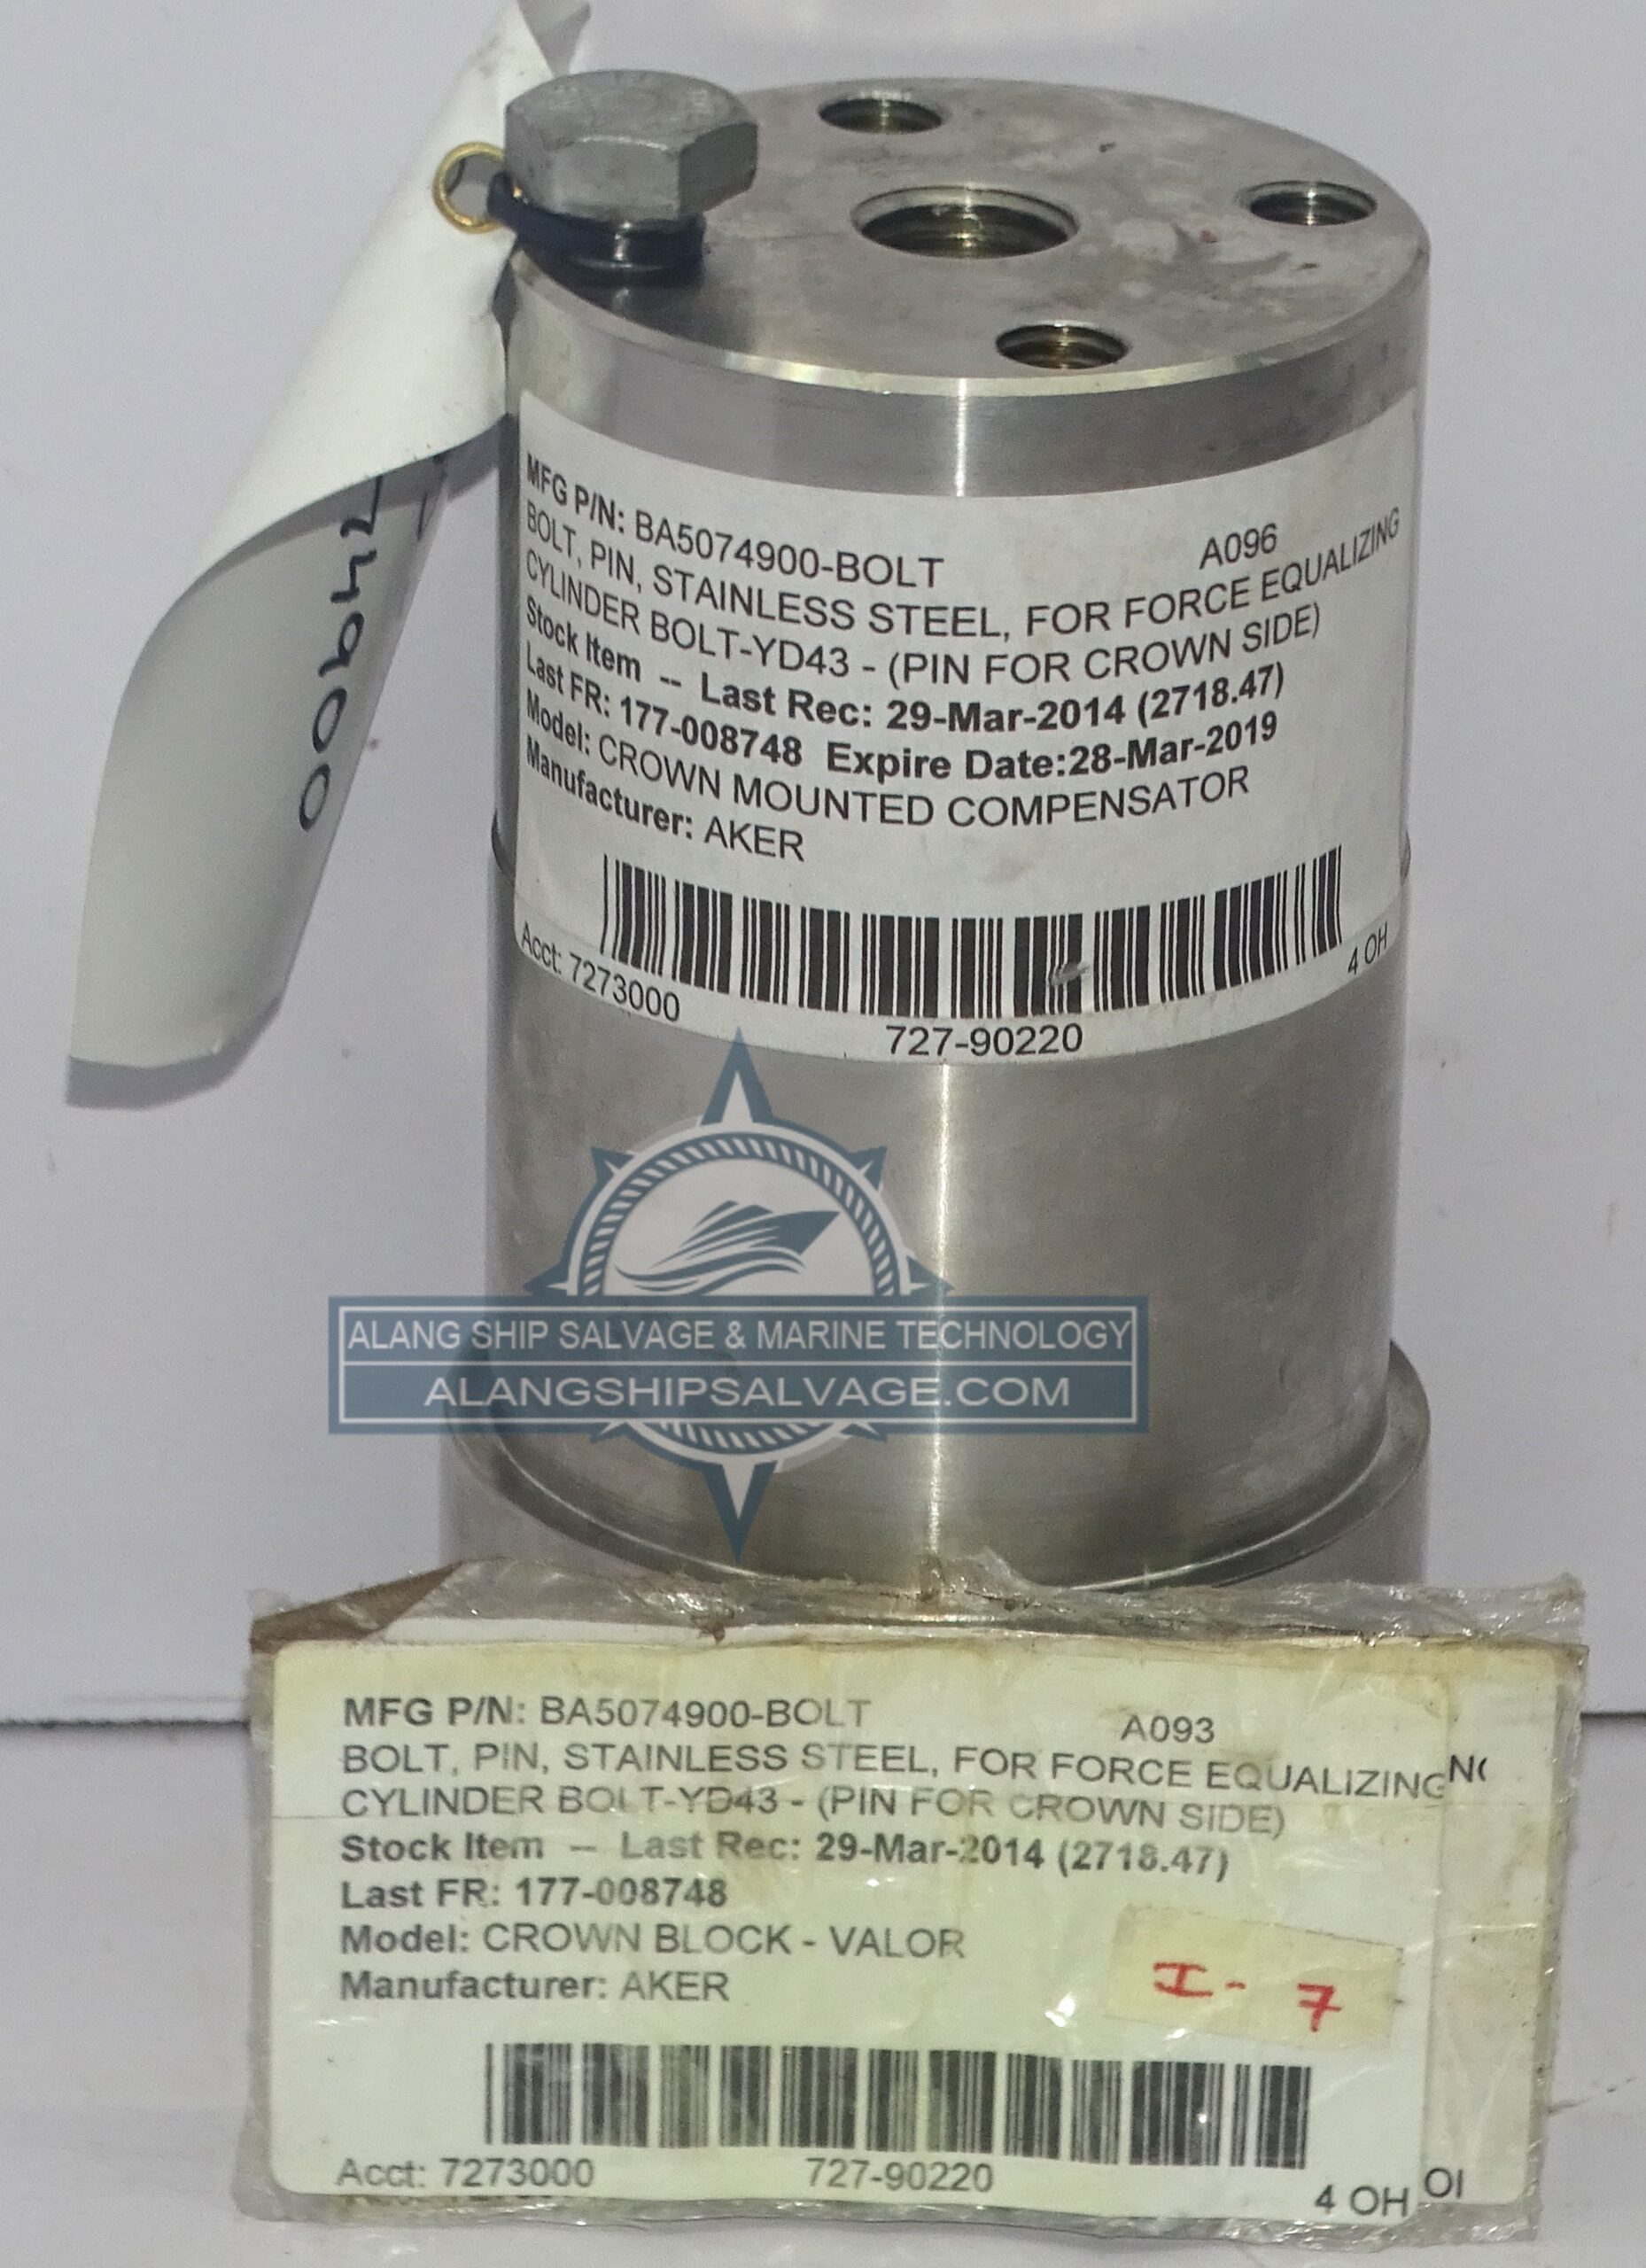 74900
MFG P/N: BA5074900-BOLT A096
BOLT, PIN, STAINLESS STEEL, FOR FORCE EQUALIZING
CYLINDER BOLT-YD43 - (PIN FOR CROWN SIDE)
Stock Item -- Last Rec: 29-Mar-2014 (2718.47)
Last FR: 177-008748 Expire Date:28-Mar-2019
Model: CROWN MOUNTED COMPENSATOR
Manufacturer: AKER
Acct: 7273000 727-90220 4 OH
ALANG SHIP SALVAGE & MARINE TECHNOLOGY
ALANGSHIPSALVAGE.COM
MFG P/N: BA5074900-BOLT A093
BOLT, PIN, STAINLESS STEEL, FOR FORCE EQUALIZING
CYLINDER BOLT-YD43 - (PIN FOR CROWN SIDE)
Stock Item -- Last Rec: 29-Mar-2014 (2718.47)
Last FR: 177-008748
Model: CROWN BLOCK - VALOR
I - 7
Manufacturer: AKER
Acct: 7273000 727-90220 4 OH